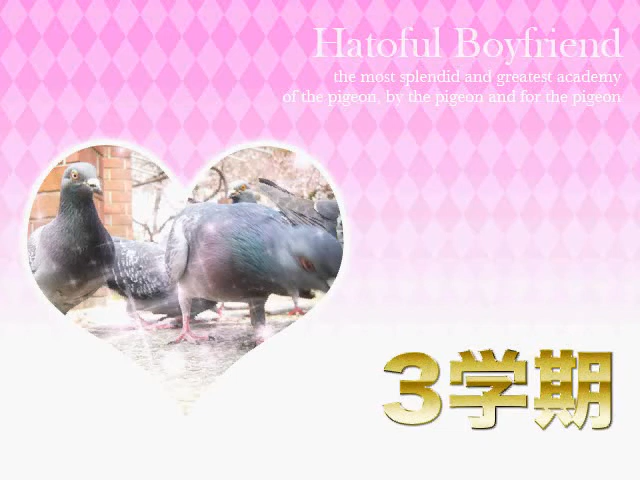 Hatoful Boyfriend
the most splendid and greatest academy
of the pigeon, by the pigeon and for the pigeon
3学期